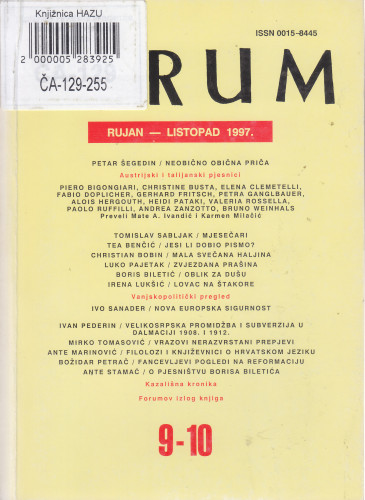 Knjižnica HAZU
2 000005 283925
ČA-129-255
ISSN 0015-8445
RUM
RUJAN — LISTOPAD 1997.
PETAR ŠEGEDIN / NEOBIČNO OBIČNA PRIČA
Austrijski i talijanski pjesnici
PIERO BIGONGIARI, CHRISTINE BUSTA, ELENA CLEMETELLI,
FABIO DOPLICHER, GERHARD FRITSCH, PETRA GANGLBAUER,
ALOIS HERGOUTH, HEIDI PATAKI, VALERIA ROSSELLA,
PAOLO RUFFILLI, ANDREA ZANZOTTO, BRUNO WEINHALS
Preveli Mate A. Ivandić i Karmen Milačić
TOMISLAV SABLJAK / MJESEČARI
TEA BENČIĆ / JESI LI DOBIO PISMO?
CHRISTIAN BOBIN / MALA SVEČANA HALJINA
LUKO PAJETAK / ZVJEZDANA PRAŠINA
BORIS BILETIĆ / OBLIK ZA DUŠU
IRENA LUKŠIĆ / LOVAC NA ŠTAKORE
Vanjskopolitički pregled
IVO SANADER / NOVA EUROPSKA SIGURNOST
IVAN PEDERIN / VELIKOSRPSKA PROMIDŽBA I SUBVERZIJA U
DALMACIJI 1908. I 1912.
MIRKO TOMASOVIĆ / VRAZOVI NERAZVRSTANI PREPJEVI
ANTE MARINOVIĆ / FILOLOZI I KNJIŽEVNICI O HRVATSKOM JEZIKU
BOŽIDAR PETRAČ / FANCEVLJEVI POGLEDI NA REFORMACIJU
ANTE STAMAĆ / O PJESNIŠTVU BORISA BILETIĆA
Kazališna kronika
Forumov izlog knjiga
9-10